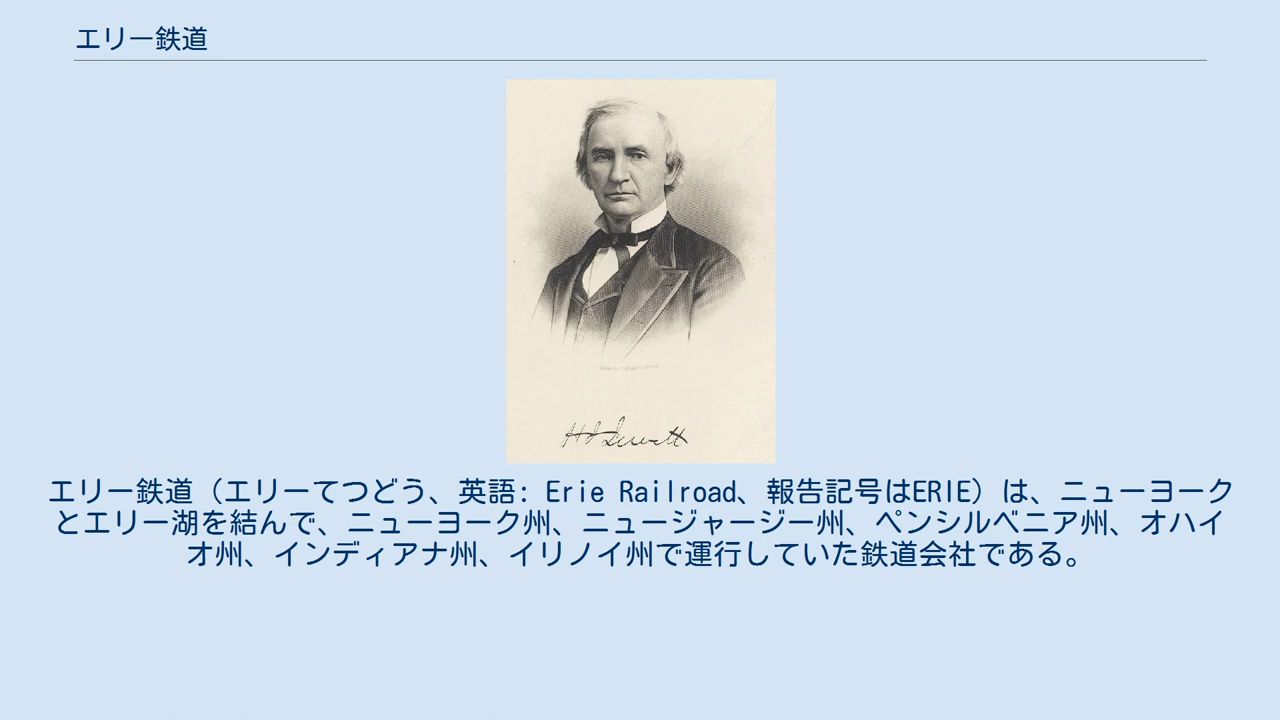 エリー鉄道
エリー鉄道（エリーてつどう、英語: Erie Railroad、報告記号はERIE）は、ニューヨーク
とエリー湖を結んで、ニューヨーク州、ニュージャージー州、ペンシルベニア州、オハイ
オ州、インディアナ州、イリノイ州で運行していた鉄道会社である。